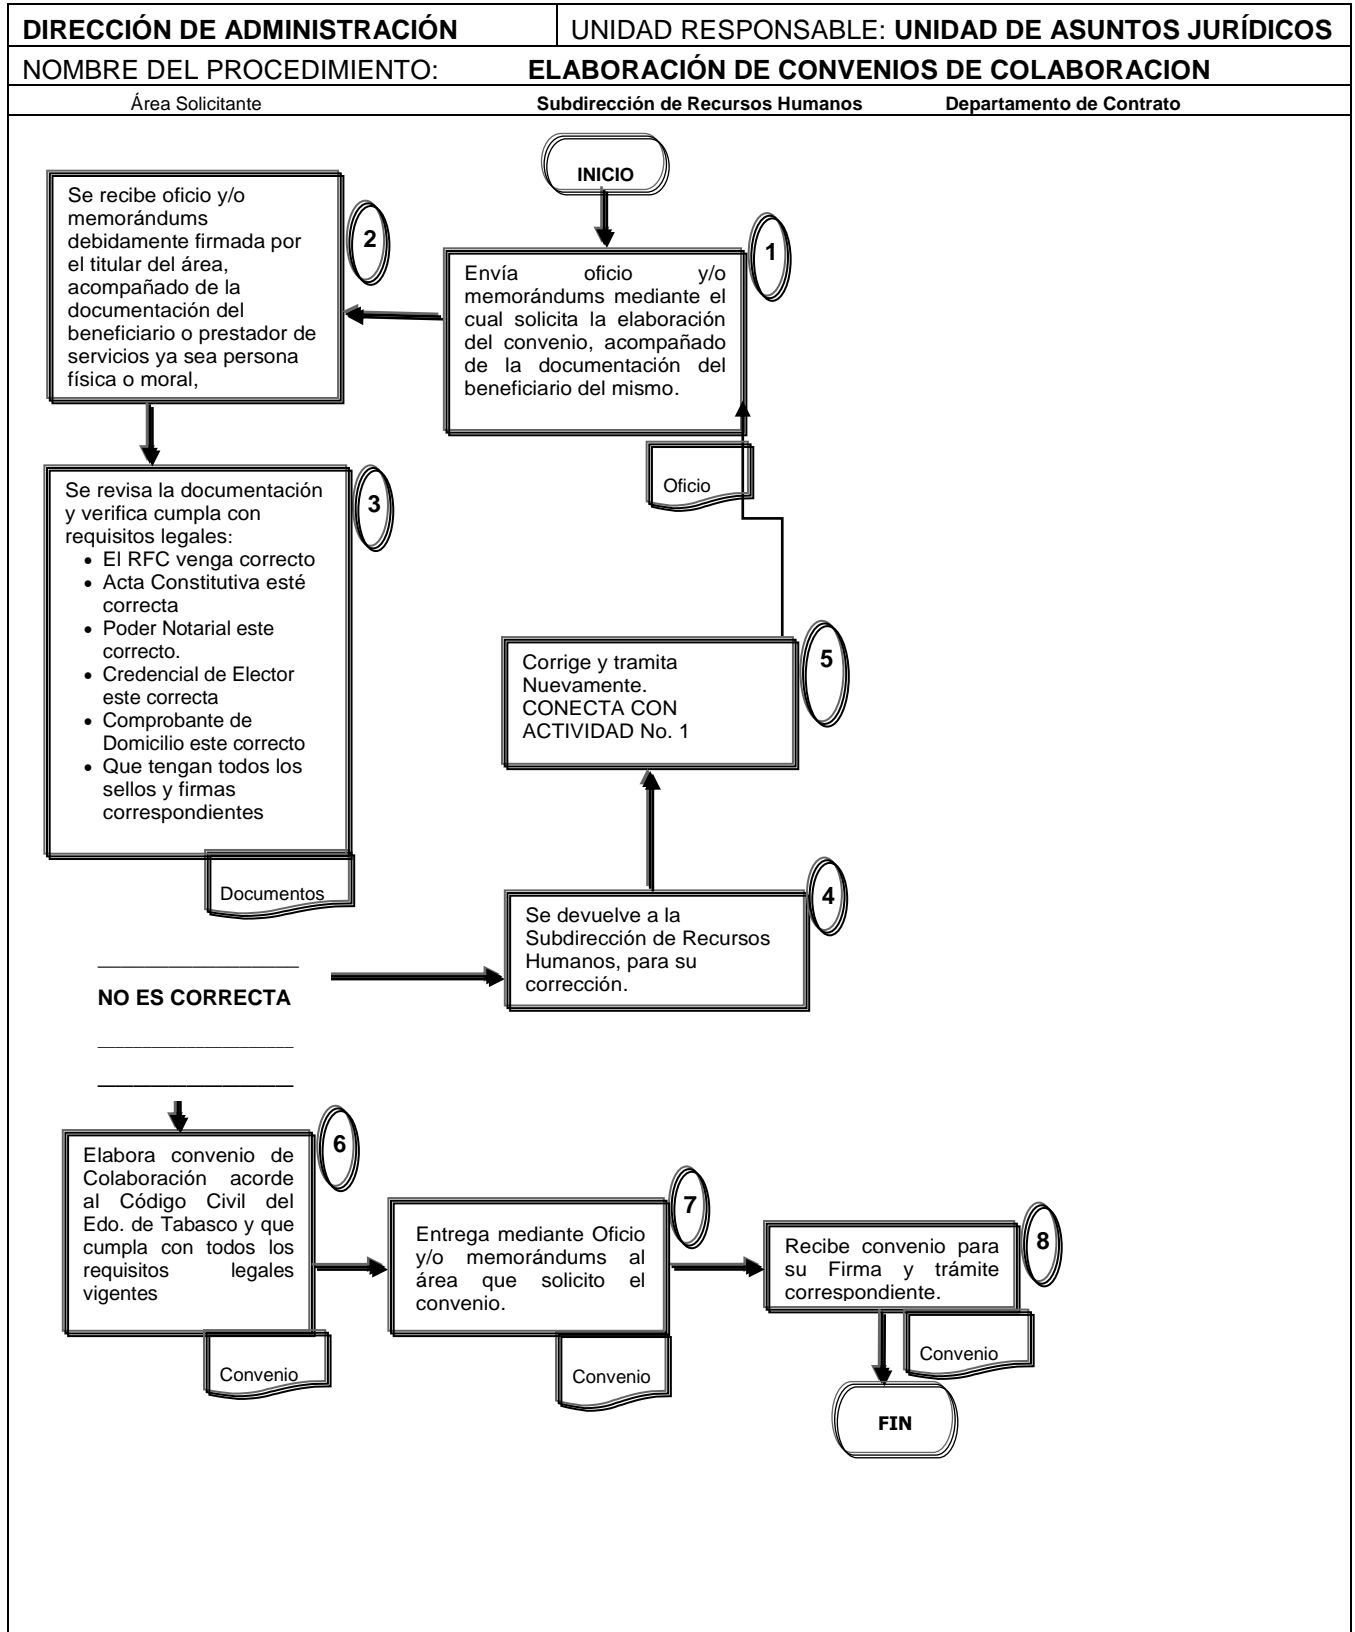 DIRECCIÓN DE ADMINISTRACIÓN
UNIDAD RESPONSABLE: UNIDAD DE ASUNTOS JURÍDICOS
NOMBRE DEL PROCEDIMIENTO: ELABORACIÓN DE CONVENIOS DE COLABORACION
Área Solicitante
Subdirección de Recursos Humanos
Departamento de Contrato
INICIO
1
Envía oficio y/o
memorándums mediante el
cual solicita la elaboración
del convenio, acompañado
de la documentación del
beneficiario del mismo.
Oficio
2
Se recibe oficio y/o
memorándums
debidamente firmada por
el titular del área,
acompañado de la
documentación del
beneficiario o prestador de
servicios ya sea persona
física o moral,
3
Se revisa la documentación
y verifica cumpla con
requisitos legales:
• El RFC venga correcto
• Acta Constitutiva esté
correcta
• Poder Notarial este
correcto.
• Credencial de Elector
este correcta
• Comprobante de
Domicilio este correcto
• Que tengan todos los
sellos y firmas
correspondientes
Documentos
NO ES CORRECTA
4
Se devuelve a la
Subdirección de Recursos
Humanos, para su
corrección.
5
Corrige y tramita
Nuevamente.
CONECTA CON
ACTIVIDAD No. 1
6
Elabora convenio de
Colaboración acorde
al Código Civil del
Edo. de Tabasco y que
cumpla con todos los
requisitos legales
vigentes
Convenio
7
Entrega mediante Oficio
y/o memorándums al
área que solicito el
convenio.
Convenio
8
Recibe convenio para
su Firma y trámite
correspondiente.
Convenio
FIN